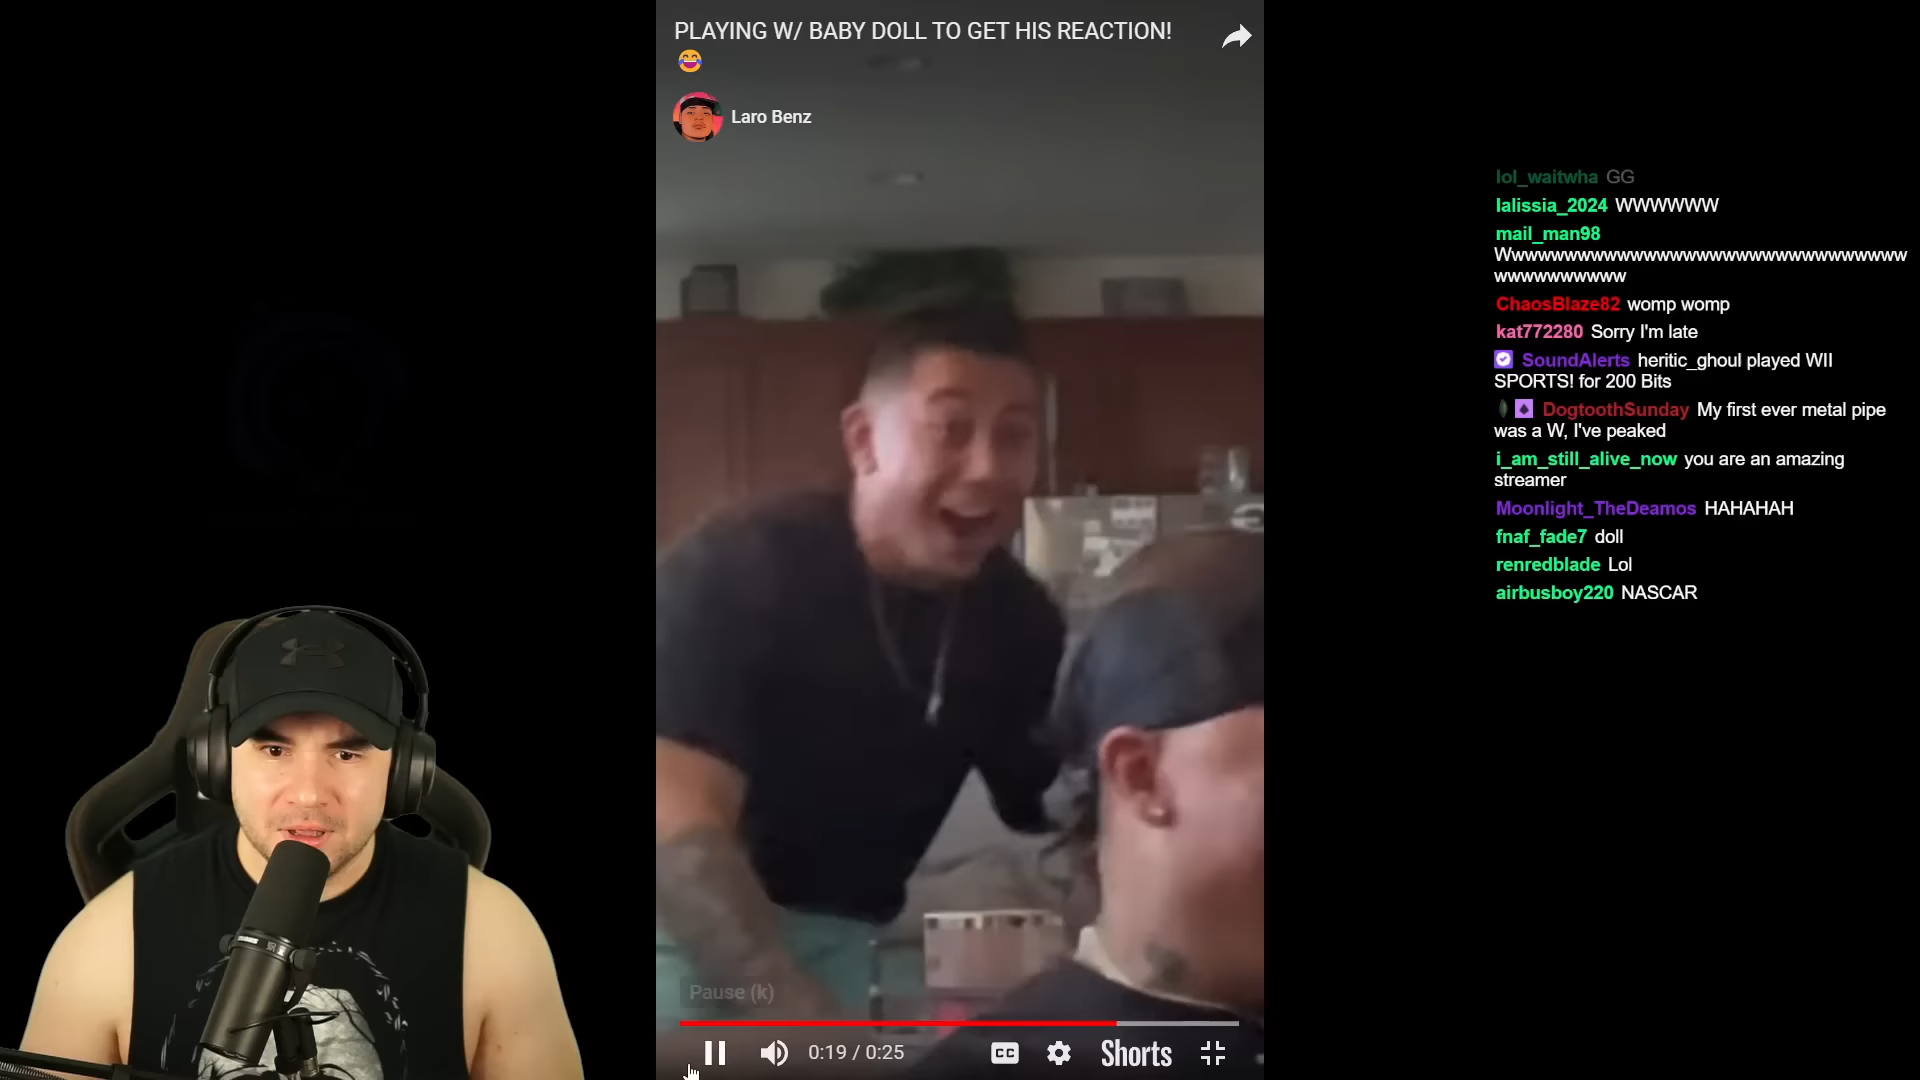 PLAYING W/ BABY DOLL TO GET HIS REACTION!
😂
Laro Benz
lol_waitwha GG
lalissia_2024 WWWWWW
mail_man98
Wwwwwwwwwwwwwwwwwwwwwwwwwwwwwww
wwwwwwwwww
ChaosBlaze82 womp womp
kat772280 Sorry I'm late
SoundAlerts heritic_ghoul played WII
SPORTS! for 200 Bits
DogtoothSunday My first ever metal pipe
was a W, I've peaked
i_am_still_alive_now you are an amazing
streamer
Moonlight_TheDeamos HAHAHAH
fnaf_fade7 doll
renredblade Lol
airbusboy220 NASCAR
Pause (k)
0:19 / 0:25
CC
Shorts